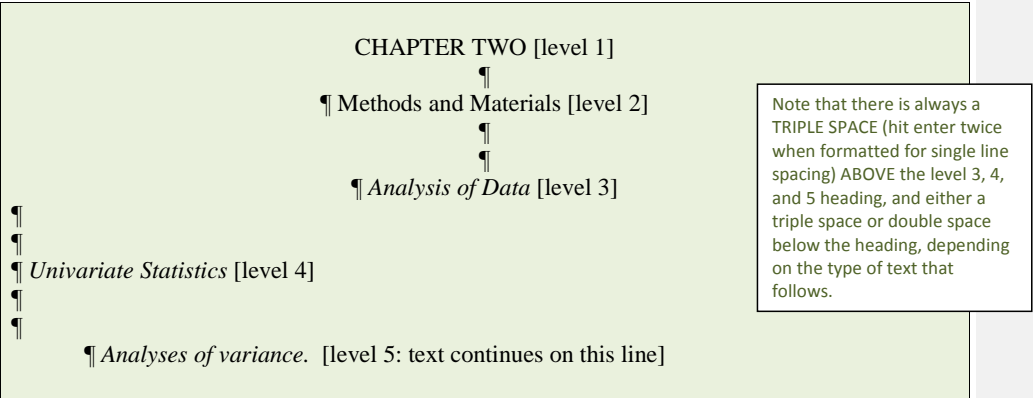 CHAPTER TWO [level 1]
¶
¶ Methods and Materials [level 2]
¶
¶
¶ Analysis of Data [level 3]
¶
¶
¶ Univariate Statistics [level 4]
¶
¶
¶ Analyses of variance.  [level 5: text continues on this line]
Note that there is always a
TRIPLE SPACE (hit enter twice
when formatted for single line
spacing) ABOVE the level 3, 4,
and 5 heading, and either a
triple space or double space
below the heading, depending
on the type of text that
follows.